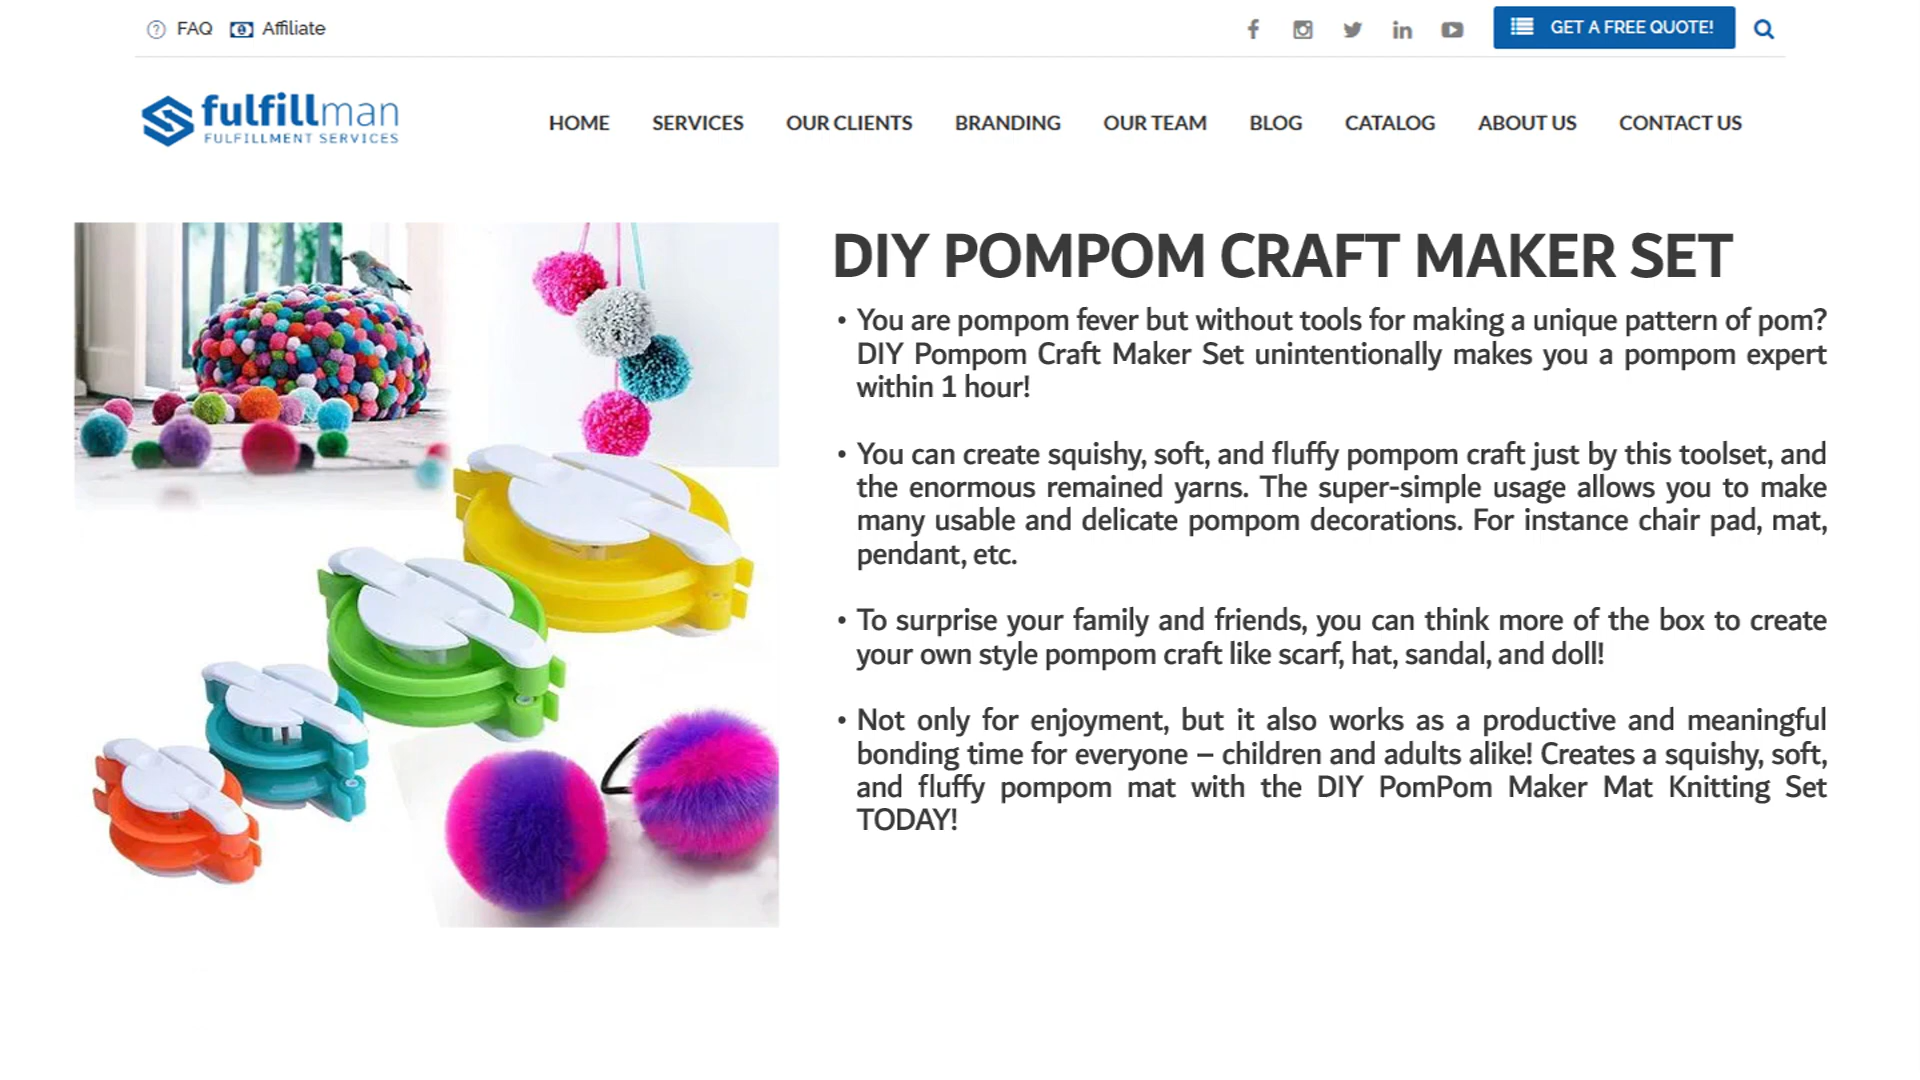 FAQ Affiliate GET A FREE QUOTE!
fulfillman
FULFILLMENT SERVICES
HOME SERVICES OUR CLIENTS BRANDING OUR TEAM BLOG CATALOG ABOUT US CONTACT US
DIY POMPOM CRAFT MAKER SET
• You are pompom fever but without tools for making a unique pattern of pom?
DIY Pompom Craft Maker Set unintentionally makes you a pompom expert
within 1 hour!
• You can create squishy, soft, and fluffy pompom craft just by this toolset, and
the enormous remained yarns. The super-simple usage allows you to make
many usable and delicate pompom decorations. For instance chair pad, mat,
pendant, etc.
• To surprise your family and friends, you can think more of the box to create
your own style pompom craft like scarf, hat, sandal, and doll!
• Not only for enjoyment, but it also works as a productive and meaningful
bonding time for everyone – children and adults alike! Creates a squishy, soft,
and fluffy pompom mat with the DIY PomPom Maker Mat Knitting Set
TODAY!